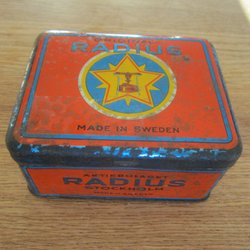 RADIUS
MADE IN SWEDEN
AKTIEBOLAGET
RADIUS
STOCKHOLM